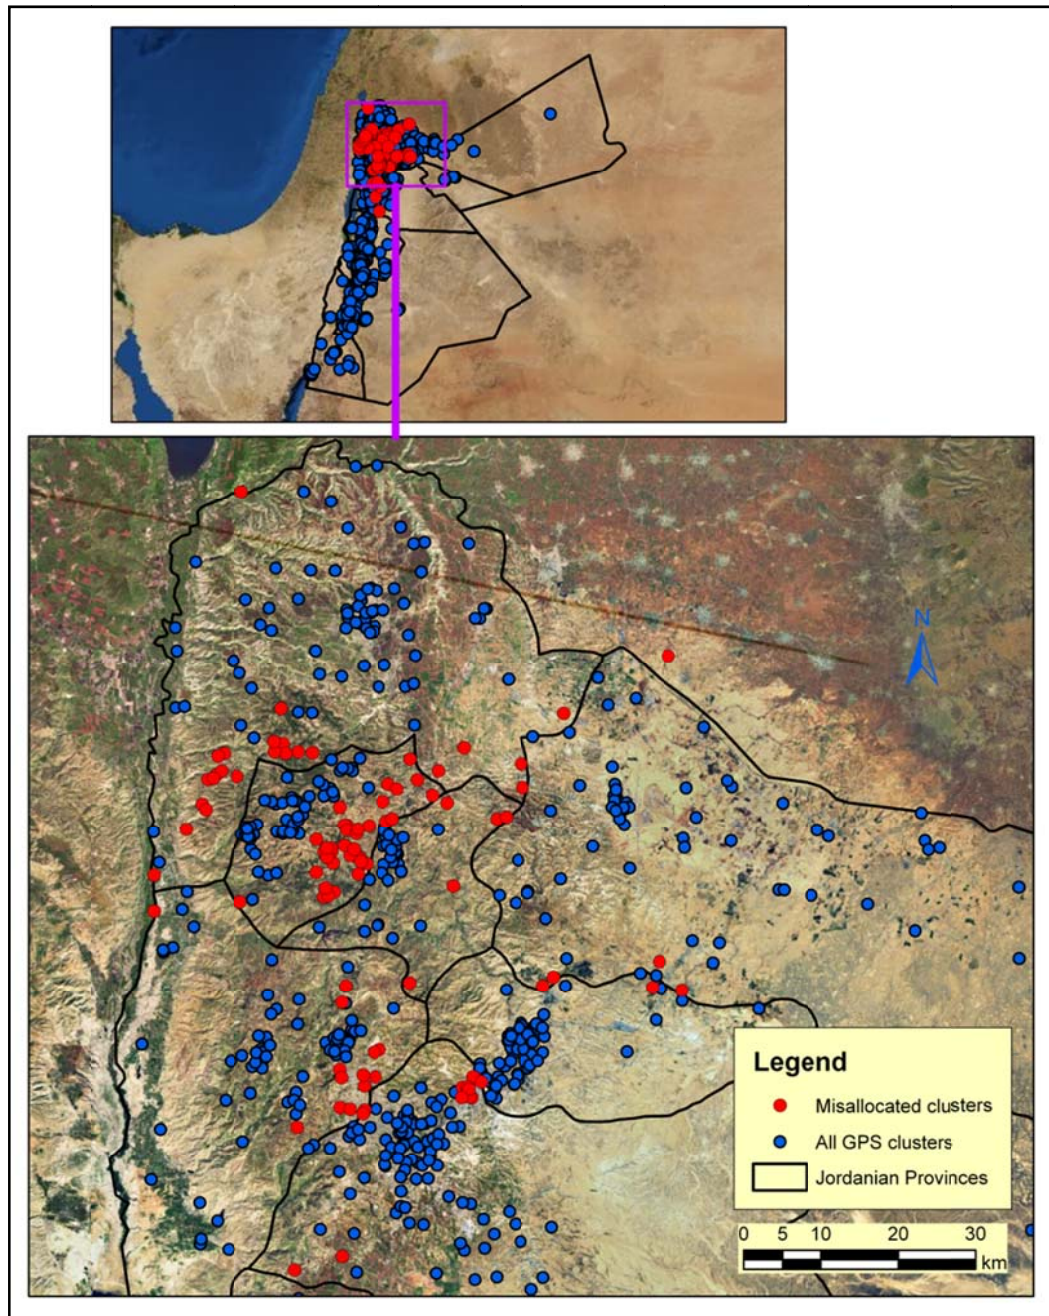 N
Legend
Misallocated clusters
All GPS clusters
Jordanian Provinces
0 5 10 20 30
km